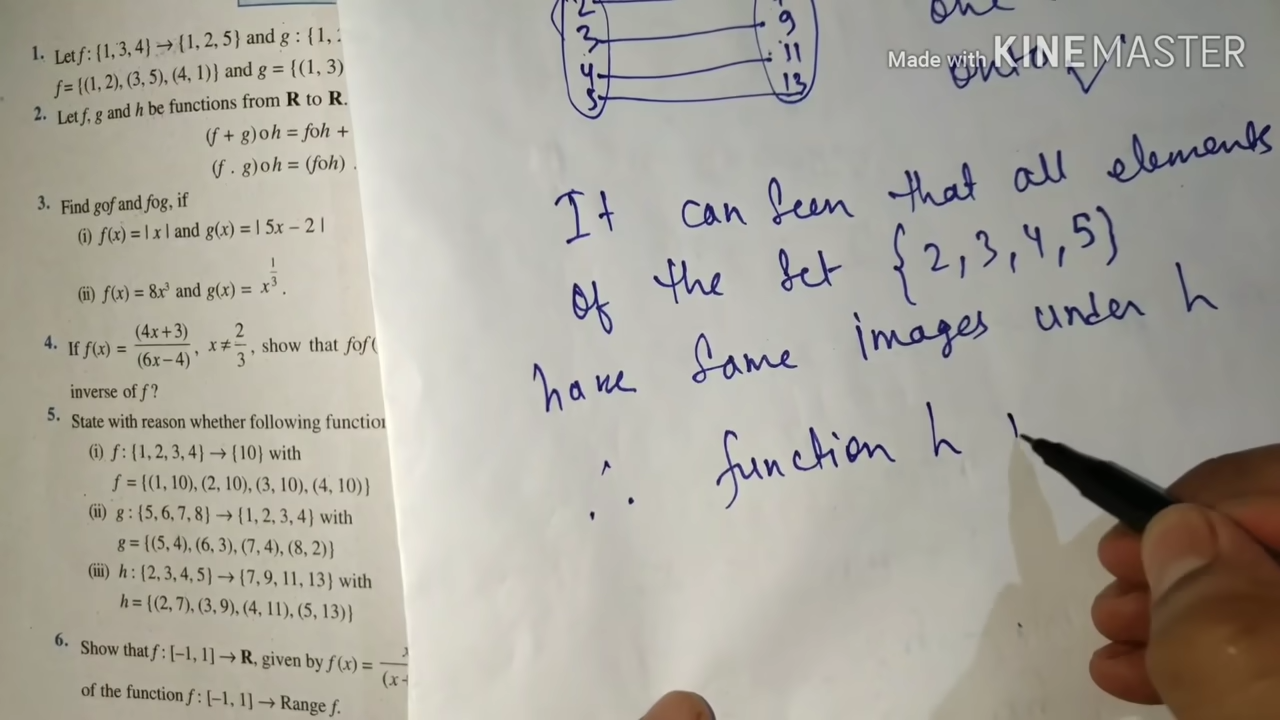 1. Let f : {1, 3, 4} → {1, 2, 5} and g : {1,
f = {(1, 2), (3, 5), (4, 1)} and g = {(1, 3)
2. Let f, g and h be functions from R to R.
(f + g) o h = foh +
(f . g) o h = (foh) .
3. Find gof and fog, if
(i) f(x) = | x | and g(x) = | 5x − 2 |
(ii) f(x) = 8x³ and g(x) = x^(1/3).
4. If f(x) = (4x+3)/(6x−4), x ≠ 2/3, show that fof(
inverse of f ?
5. State with reason whether following function
(i) f : {1, 2, 3, 4} → {10} with
f = {(1, 10), (2, 10), (3, 10), (4, 10)}
(ii) g : {5, 6, 7, 8} → {1, 2, 3, 4} with
g = {(5, 4), (6, 3), (7, 4), (8, 2)}
(iii) h : {2, 3, 4, 5} → {7, 9, 11, 13} with
h = {(2, 7), (3, 9), (4, 11), (5, 13)}
6. Show that f : [−1, 1] → R, given by f(x) =
(x+
of the function f : [−1, 1] → Range f.
2
3 9
4 11
5 13
one
onto
Made with KINEMASTER
It can seen that all elements
of the set {2, 3, 4, 5}
have same images under h
∴ function h